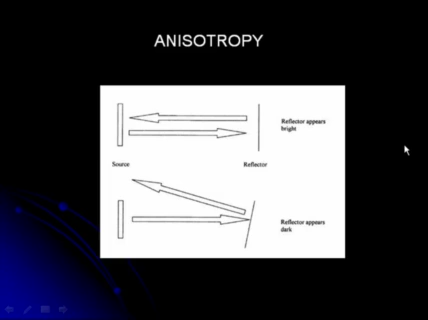 ANISOTROPY
Reflector appears
bright
Source
Reflector
Reflector appears
dark